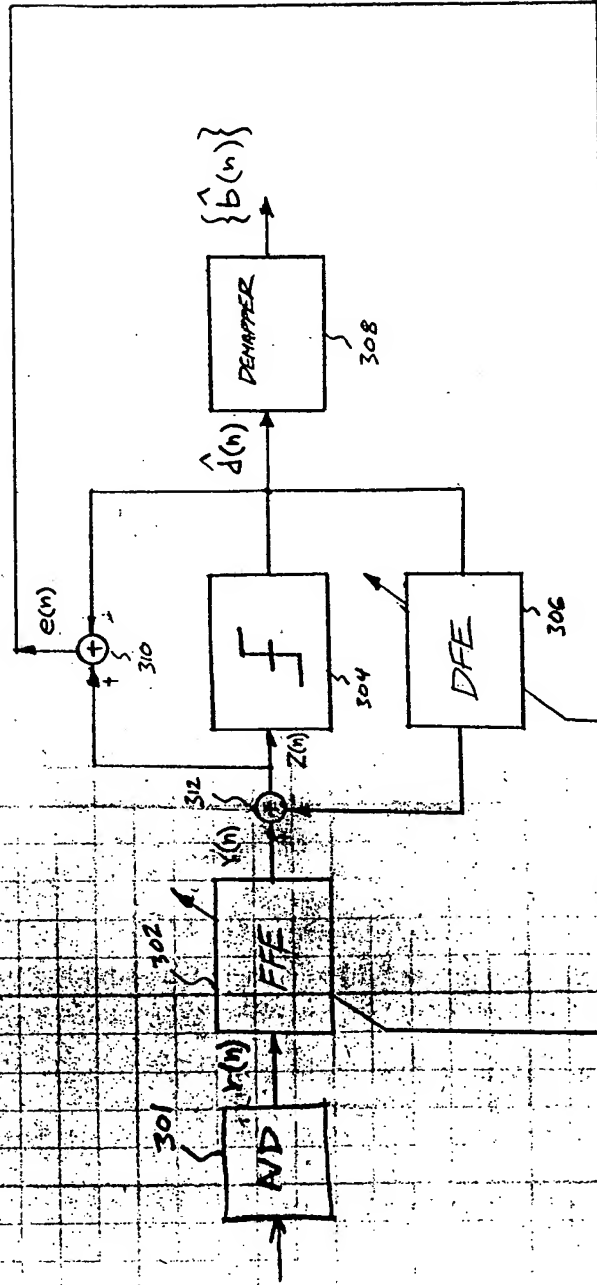 301
A/D
r(n)
302
FFE
Y(n)
312
+
Z(n)
304
+
+
-
310
e(n)
DFE
306
d̂(n)
DEMAPPER
308
{b̂(n)}